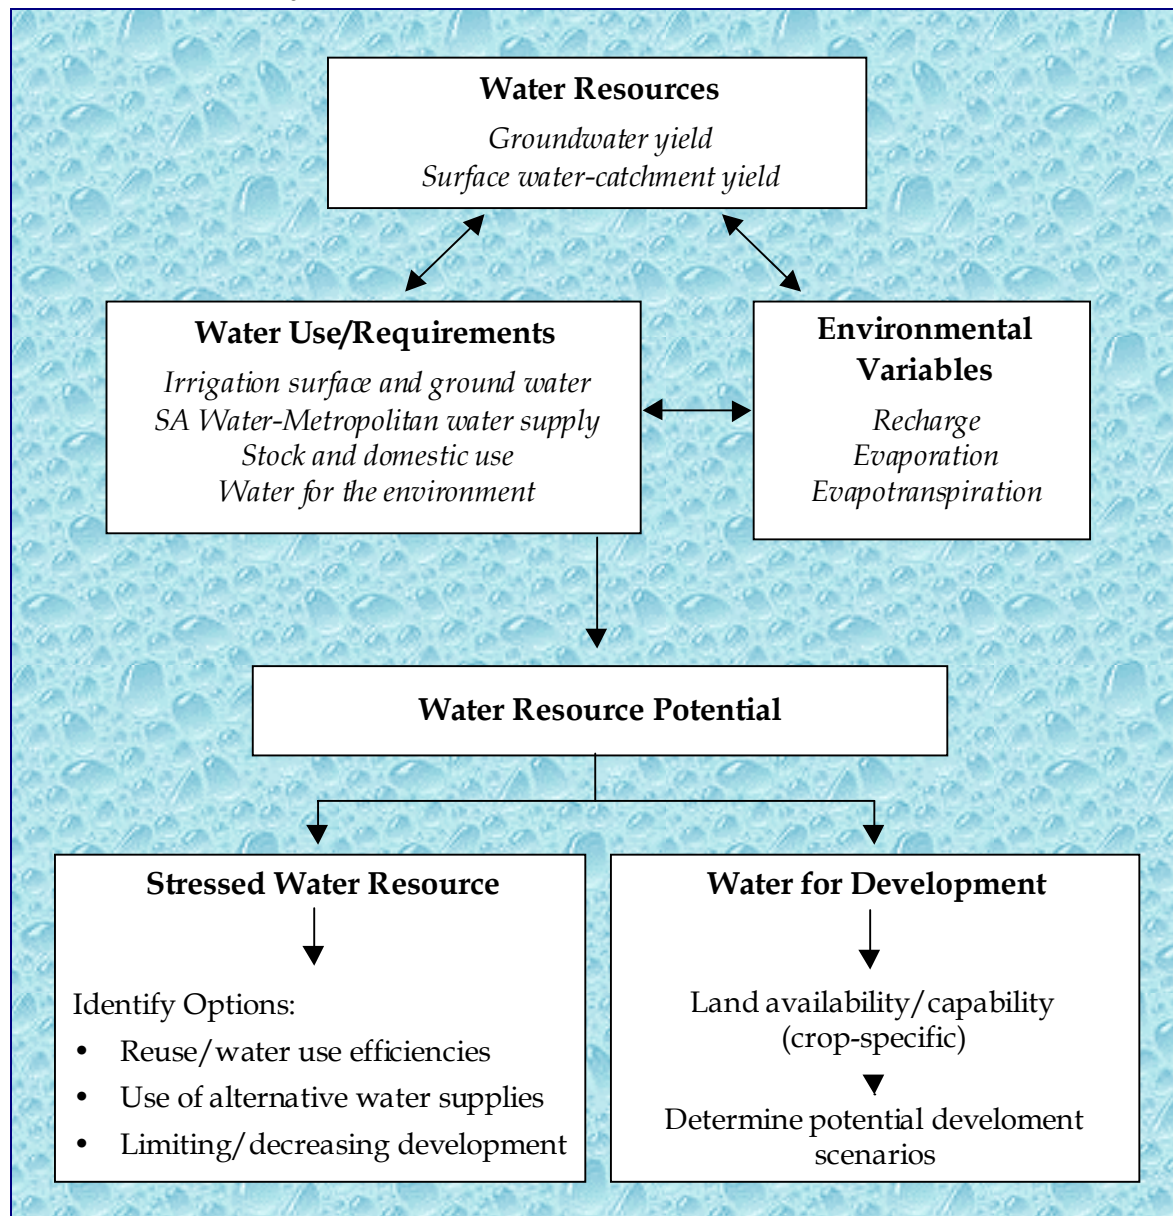 Water Resources
Groundwater yield
Surface water-catchment yield
Water Use/Requirements
Irrigation surface and ground water
SA Water-Metropolitan water supply
Stock and domestic use
Water for the environment
Environmental
Variables
Recharge
Evaporation
Evapotranspiration
Water Resource Potential
Stressed Water Resource
Identify Options:
• Reuse/water use efficiencies
• Use of alternative water supplies
• Limiting/decreasing development
Water for Development
Land availability/capability
(crop-specific)
Determine potential develoment
scenarios